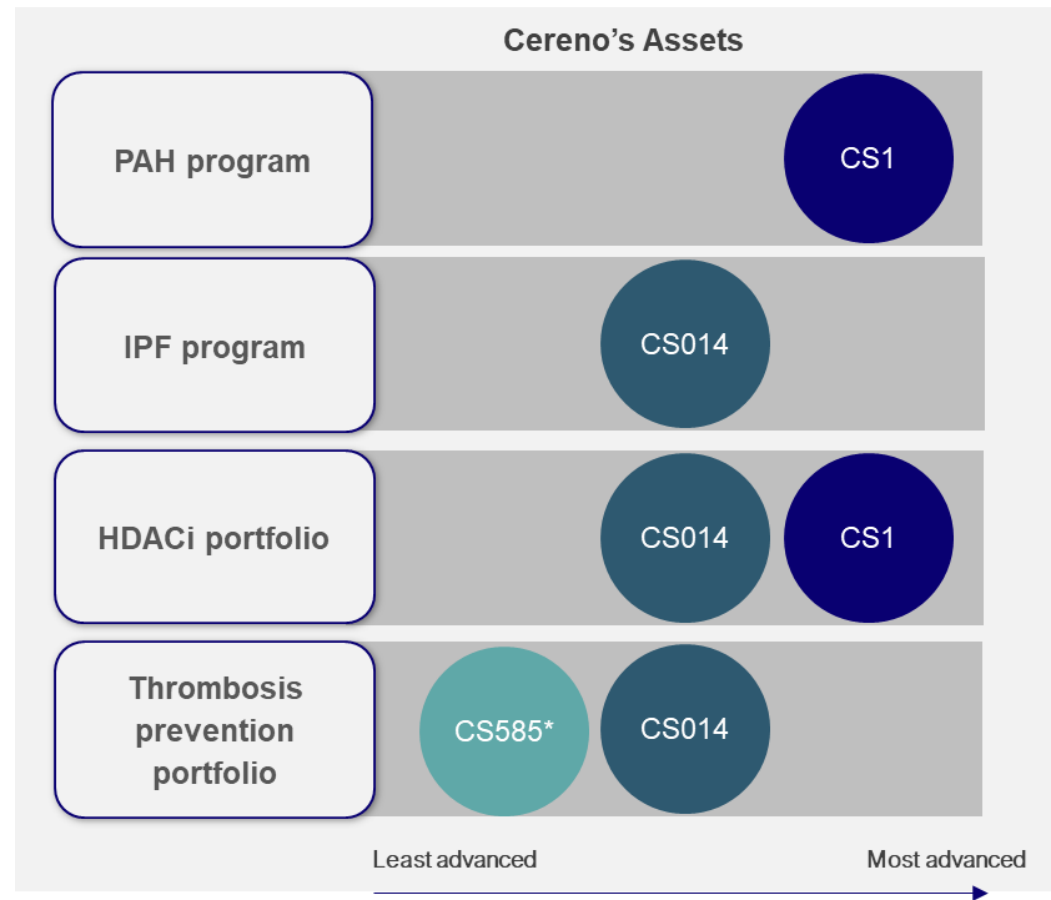 Cereno's Assets
PAH program
CS1
IPF program
CS014
HDACi portfolio
CS014
CS1
Thrombosis
prevention
portfolio
CS585*
CS014
Least advanced
Most advanced